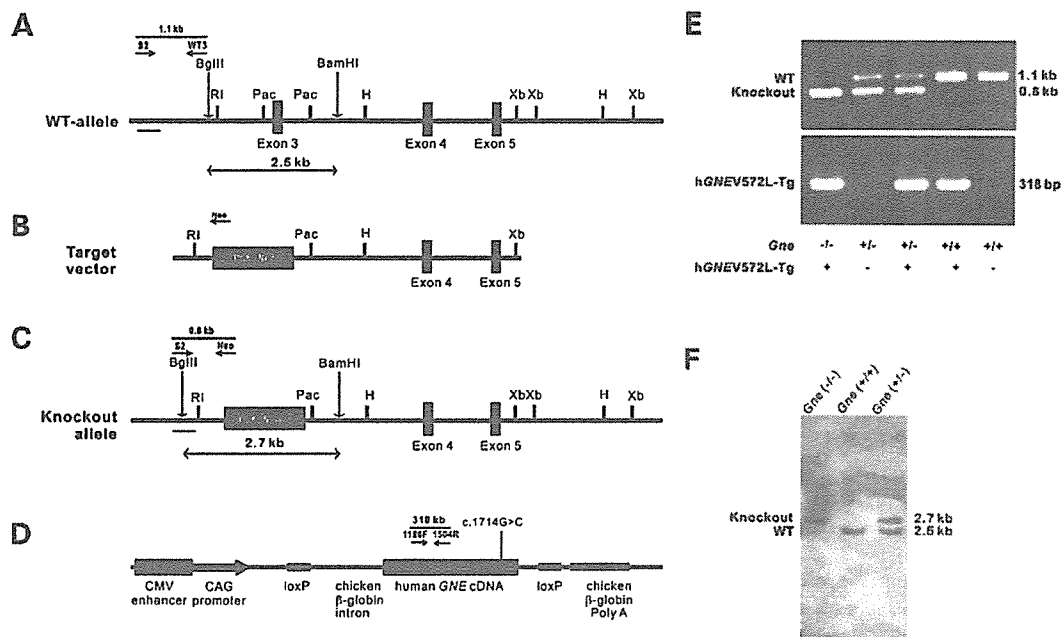 A
1.1 kb
S2
WT3
BglII
BamHI
RI
Pac
Pac
H
Xb
Xb
H
Xb
WT-allele
Exon 3
Exon 4
Exon 5
2.5 kb
B
Neo
RI
Pac
H
Xb
Target
vector
Exon 4
Exon 5
C
0.8 kb
S2
Neo
BglII
BamHI
RI
Pac
H
Xb
Xb
H
Xb
Knockout
allele
Exon 4
Exon 5
2.7 kb
D
318 kb
c.1714G>C
1186F
1504R
CMV
enhancer
CAG
promoter
loxP
chicken
β-globin
intron
human GNE cDNA
loxP
chicken
β-globin
Poly A
E
WT
1.1 kb
Knockout
0.8 kb
hGNEV572L-Tg
318 bp
Gne -/- +/- +/- +/+ +/+
hGNEV572L-Tg + - + + -
F
Gne (-/-)
Gne (+/+)
Gne (+/-)
Knockout
2.7 kb
WT
2.5 kb